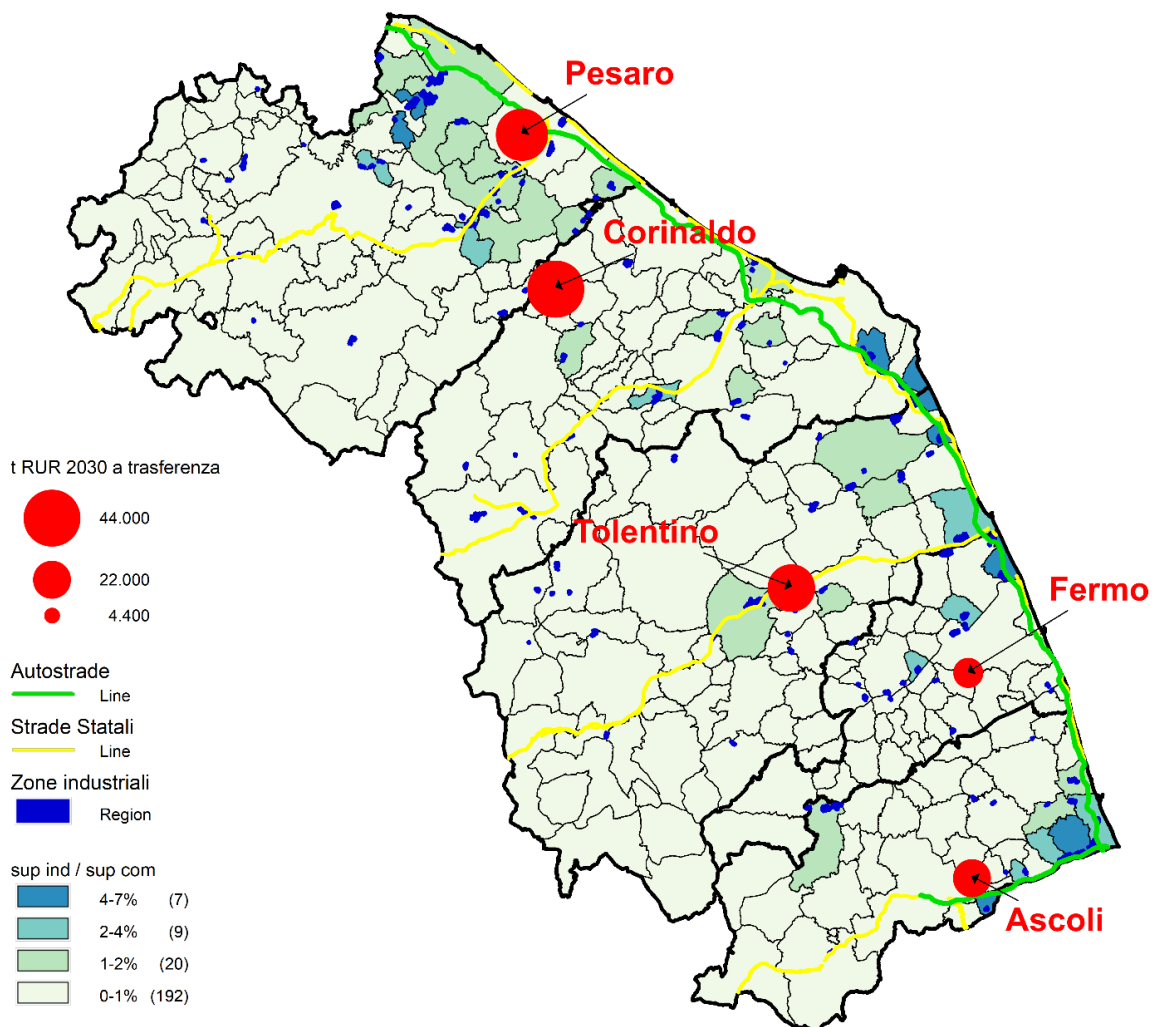 Pesaro
Corinaldo
Tolentino
Fermo
Ascoli
t RUR 2030 a trasferenza
44.000
22.000
4.400
Autostrade
Line
Strade Statali
Line
Zone industriali
Region
sup ind / sup com
4-7% (7)
2-4% (9)
1-2% (20)
0-1% (192)